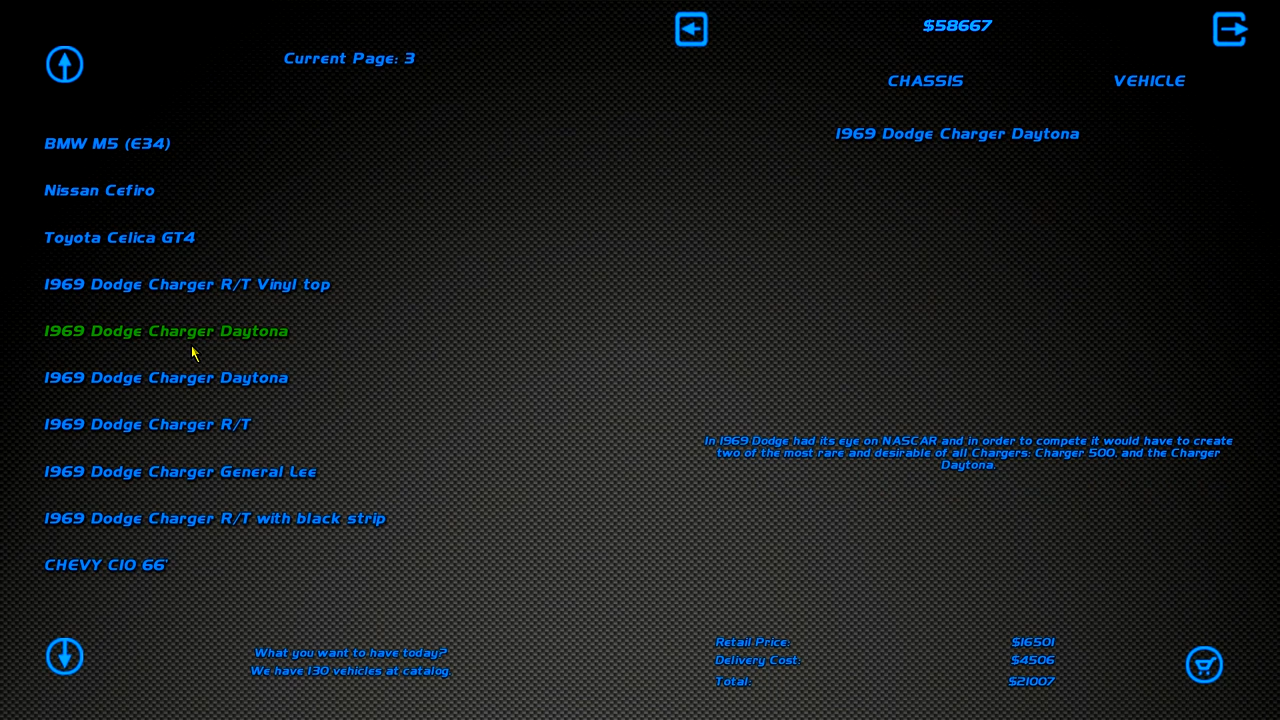 $58667
Current Page: 3
CHASSIS
VEHICLE
1969 Dodge Charger Daytona
BMW M5 (E34)
Nissan Cefiro
Toyota Celica GT4
1969 Dodge Charger R/T Vinyl top
1969 Dodge Charger Daytona
1969 Dodge Charger Daytona
1969 Dodge Charger R/T
1969 Dodge Charger General Lee
1969 Dodge Charger R/T with black strip
CHEVY C10 66'
In 1969 Dodge had its eye on NASCAR and in order to compete it would have to create
two of the most rare and desirable of all Chargers: Charger 500, and the Charger
Daytona.
What you want to have today?
We have 130 vehicles at catalog.
Retail Price: $16501
Delivery Cost: $4506
Total: $21007